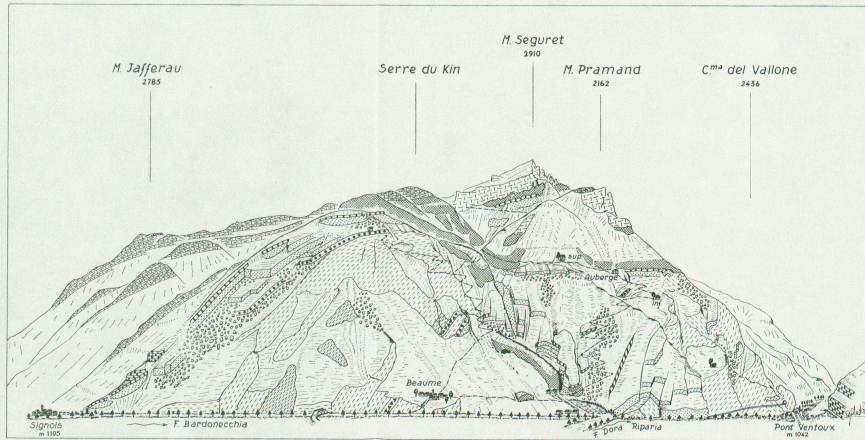 M. Jafferau
2785
Serre du Kin
M. Seguret
2910
M. Pramand
2162
C.ma del Vallone
2436
sup
Auberge
inf
Beaume
Signols
m 1105
F. Bardonecchia
F. Dora Riparia
Pont Ventoux
m 1042